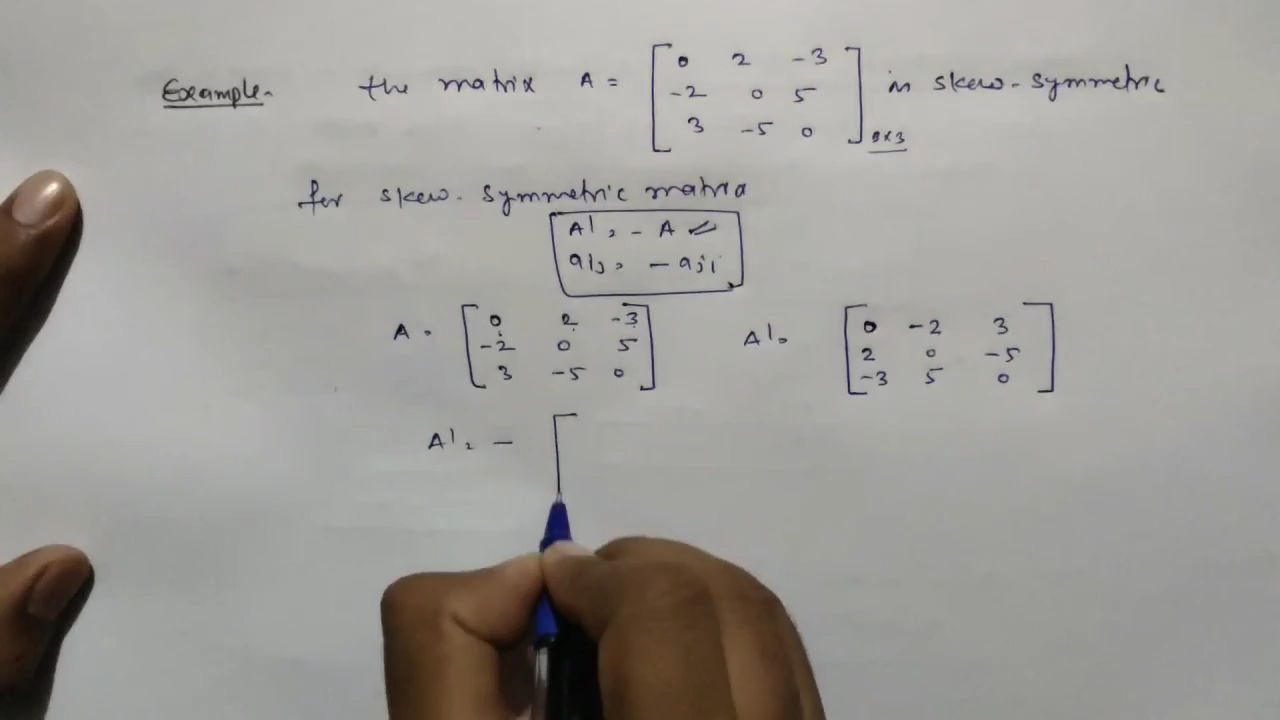 Example. the matrix A = [ 0 2 -3
-2 0 5
3 -5 0 ] 3x3 is skew-symmetric
for skew-symmetric matrix
A' = - A
aij = - aji
A = [ 0 2 -3
-2 0 5
3 -5 0 ]
A' = [ 0 -2 3
2 0 -5
-3 5 0 ]
A' = - [